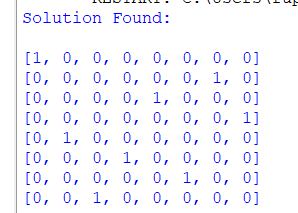 Solution Found:
[1, 0, 0, 0, 0, 0, 0, 0]
[0, 0, 0, 0, 0, 0, 1, 0]
[0, 0, 0, 0, 1, 0, 0, 0]
[0, 0, 0, 0, 0, 0, 0, 1]
[0, 1, 0, 0, 0, 0, 0, 0]
[0, 0, 0, 1, 0, 0, 0, 0]
[0, 0, 0, 0, 0, 1, 0, 0]
[0, 0, 1, 0, 0, 0, 0, 0]